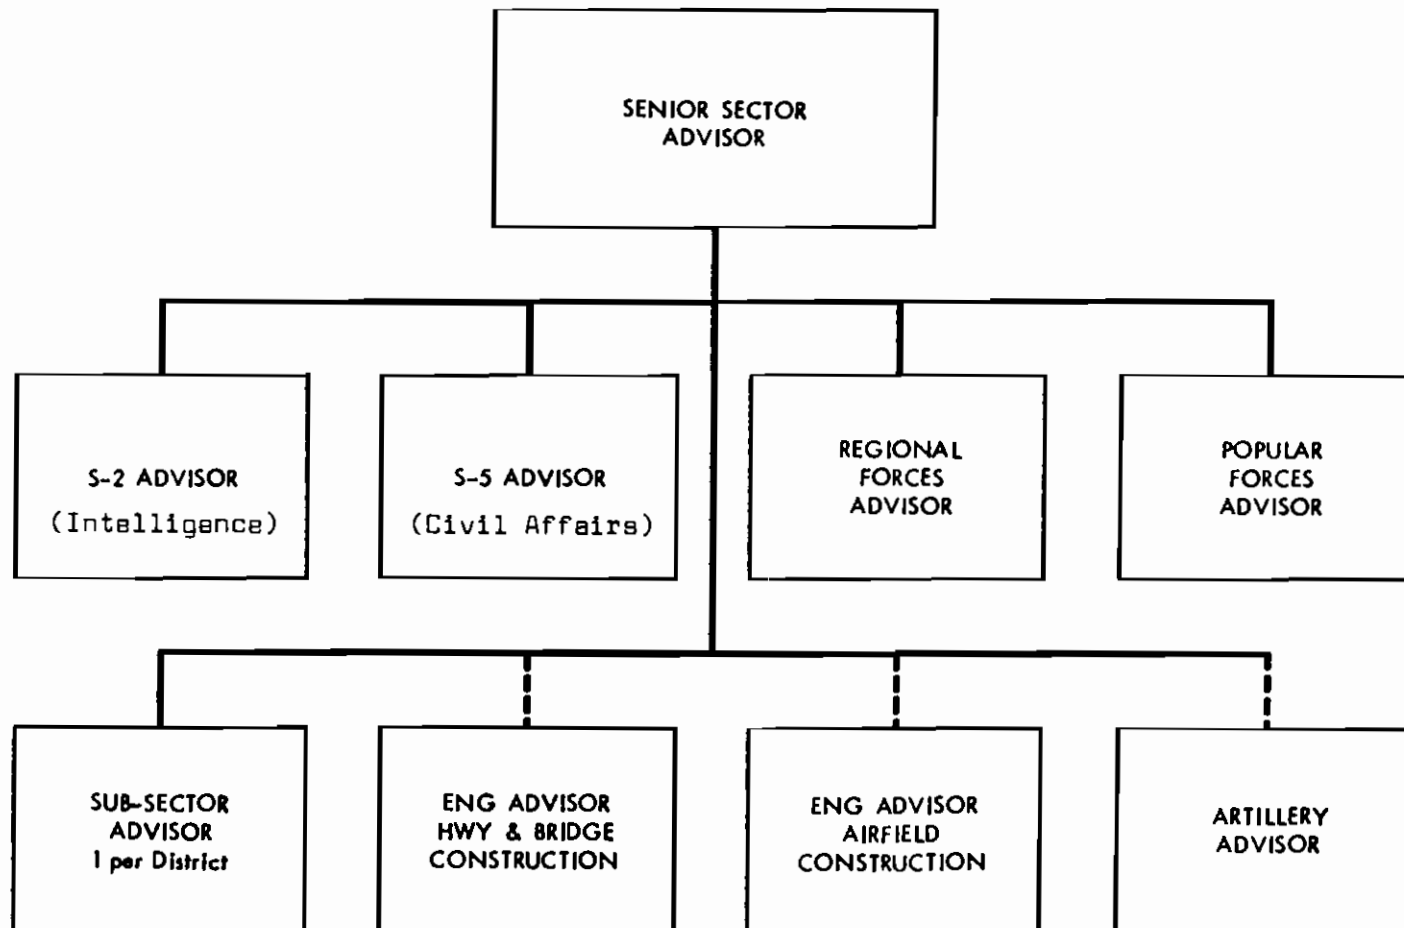 SENIOR SECTOR
ADVISOR
S-2 ADVISOR
(Intelligence)
S-5 ADVISOR
(Civil Affairs)
REGIONAL
FORCES
ADVISOR
POPULAR
FORCES
ADVISOR
SUB-SECTOR
ADVISOR
1 per District
ENG ADVISOR
HWY & BRIDGE
CONSTRUCTION
ENG ADVISOR
AIRFIELD
CONSTRUCTION
ARTILLERY
ADVISOR